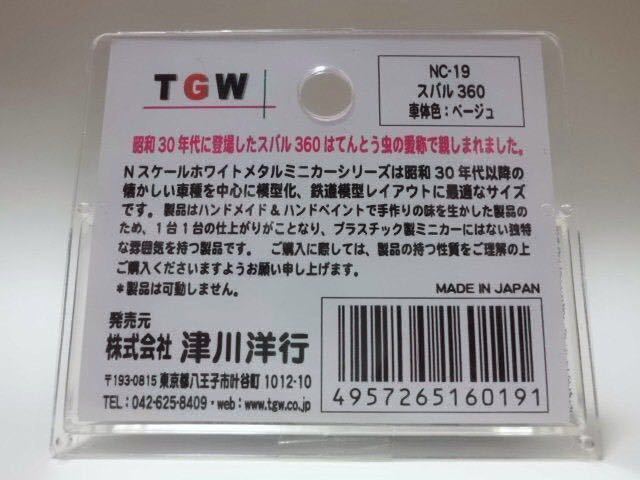 TGW
NC-19
スバル360
車体色：ベージュ
昭和30年代に登場したスバル360はてんとう虫の愛称で親しまれました。
Nスケールホワイトメタルミニカーシリーズは昭和30年代以降の
懐かしい車種を中心に模型化、鉄道模型レイアウトに最適なサイズ
です。製品はハンドメイド＆ハンドペイントで手作りの味を生かした製品の
ため、1台1台の仕上がりがことなり、プラスチック製ミニカーにはない独特
な雰囲気を持つ製品です。 ご購入に際しては、製品の持つ性質をご理解の上
ご購入くださいますようお願い申し上げます。
＊製品は可動しません。
MADE IN JAPAN
発売元
株式会社 津川洋行
〒193-0815 東京都八王子市叶谷町1012-10
TEL：042-625-8409・web：www.tgw.co.jp
4957265160191